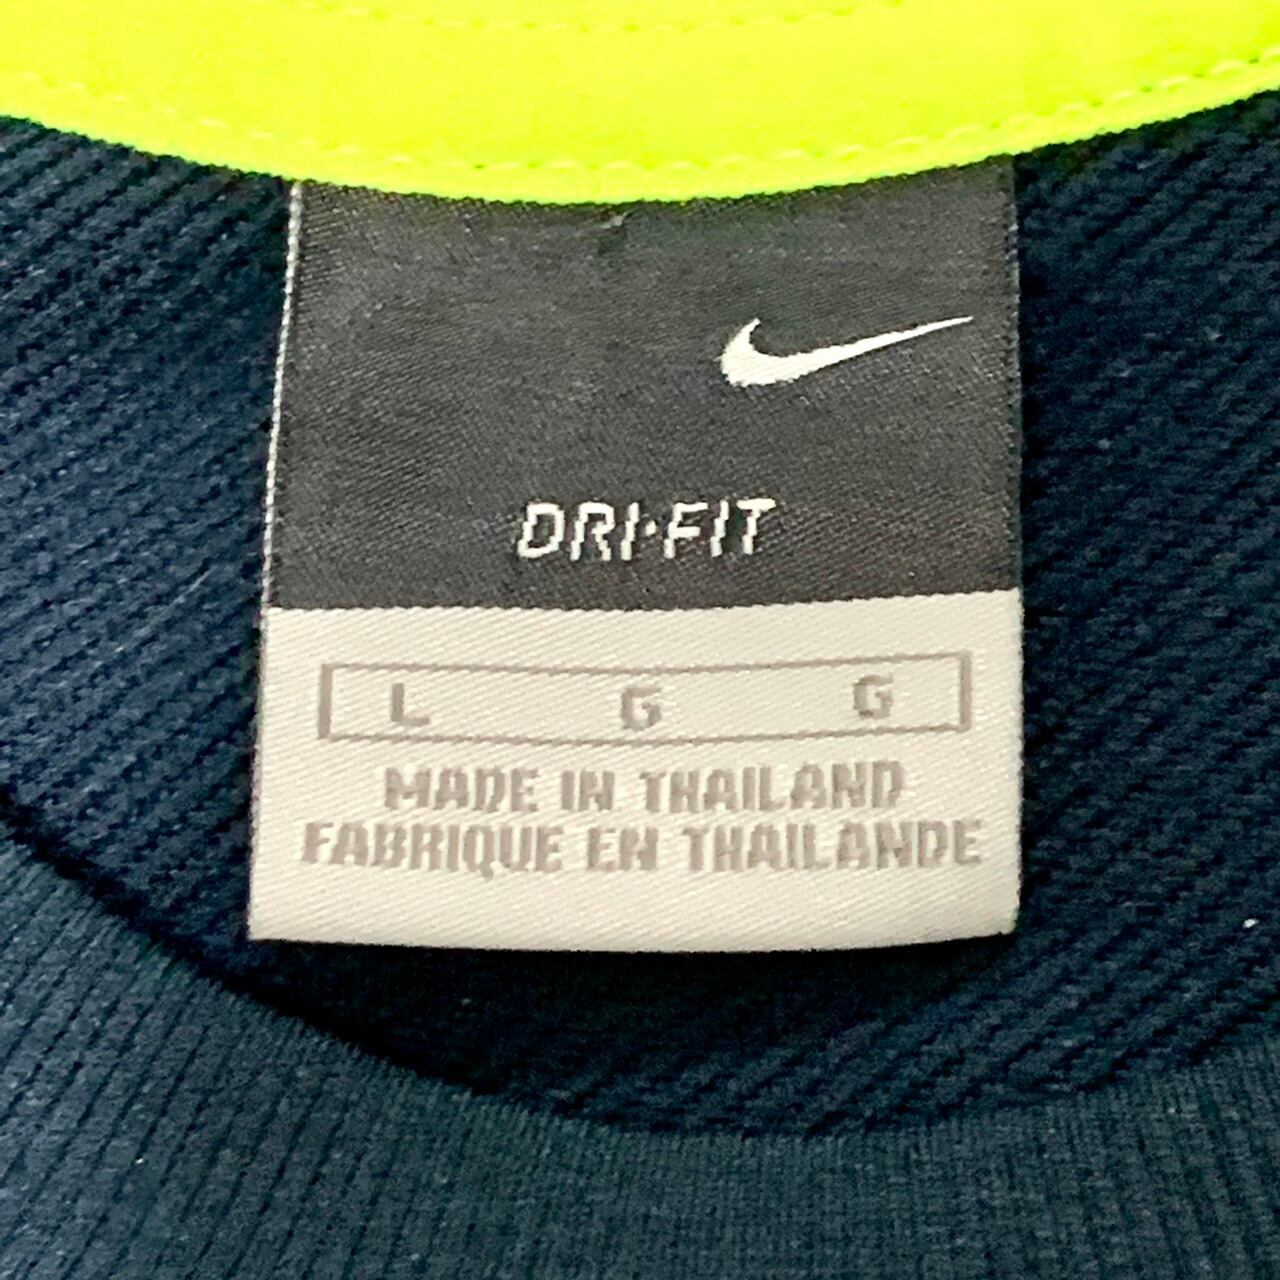 DRI·FIT
L G G
MADE IN THAILAND
FABRIQUE EN THAILANDE